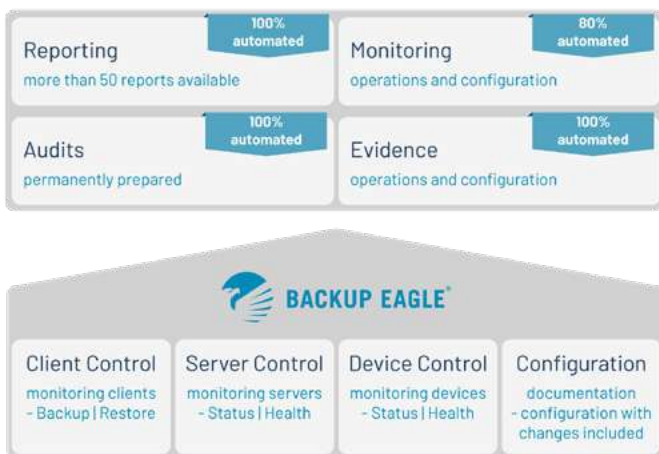 Reporting
100%
automated
more than 50 reports available
Monitoring
80%
automated
operations and configuration
Audits
100%
automated
permanently prepared
Evidence
100%
automated
operations and configuration
BACKUP EAGLE®
Client Control
monitoring clients
- Backup | Restore
Server Control
monitoring servers
- Status | Health
Device Control
monitoring devices
- Status | Health
Configuration
documentation
- configuration with
changes included